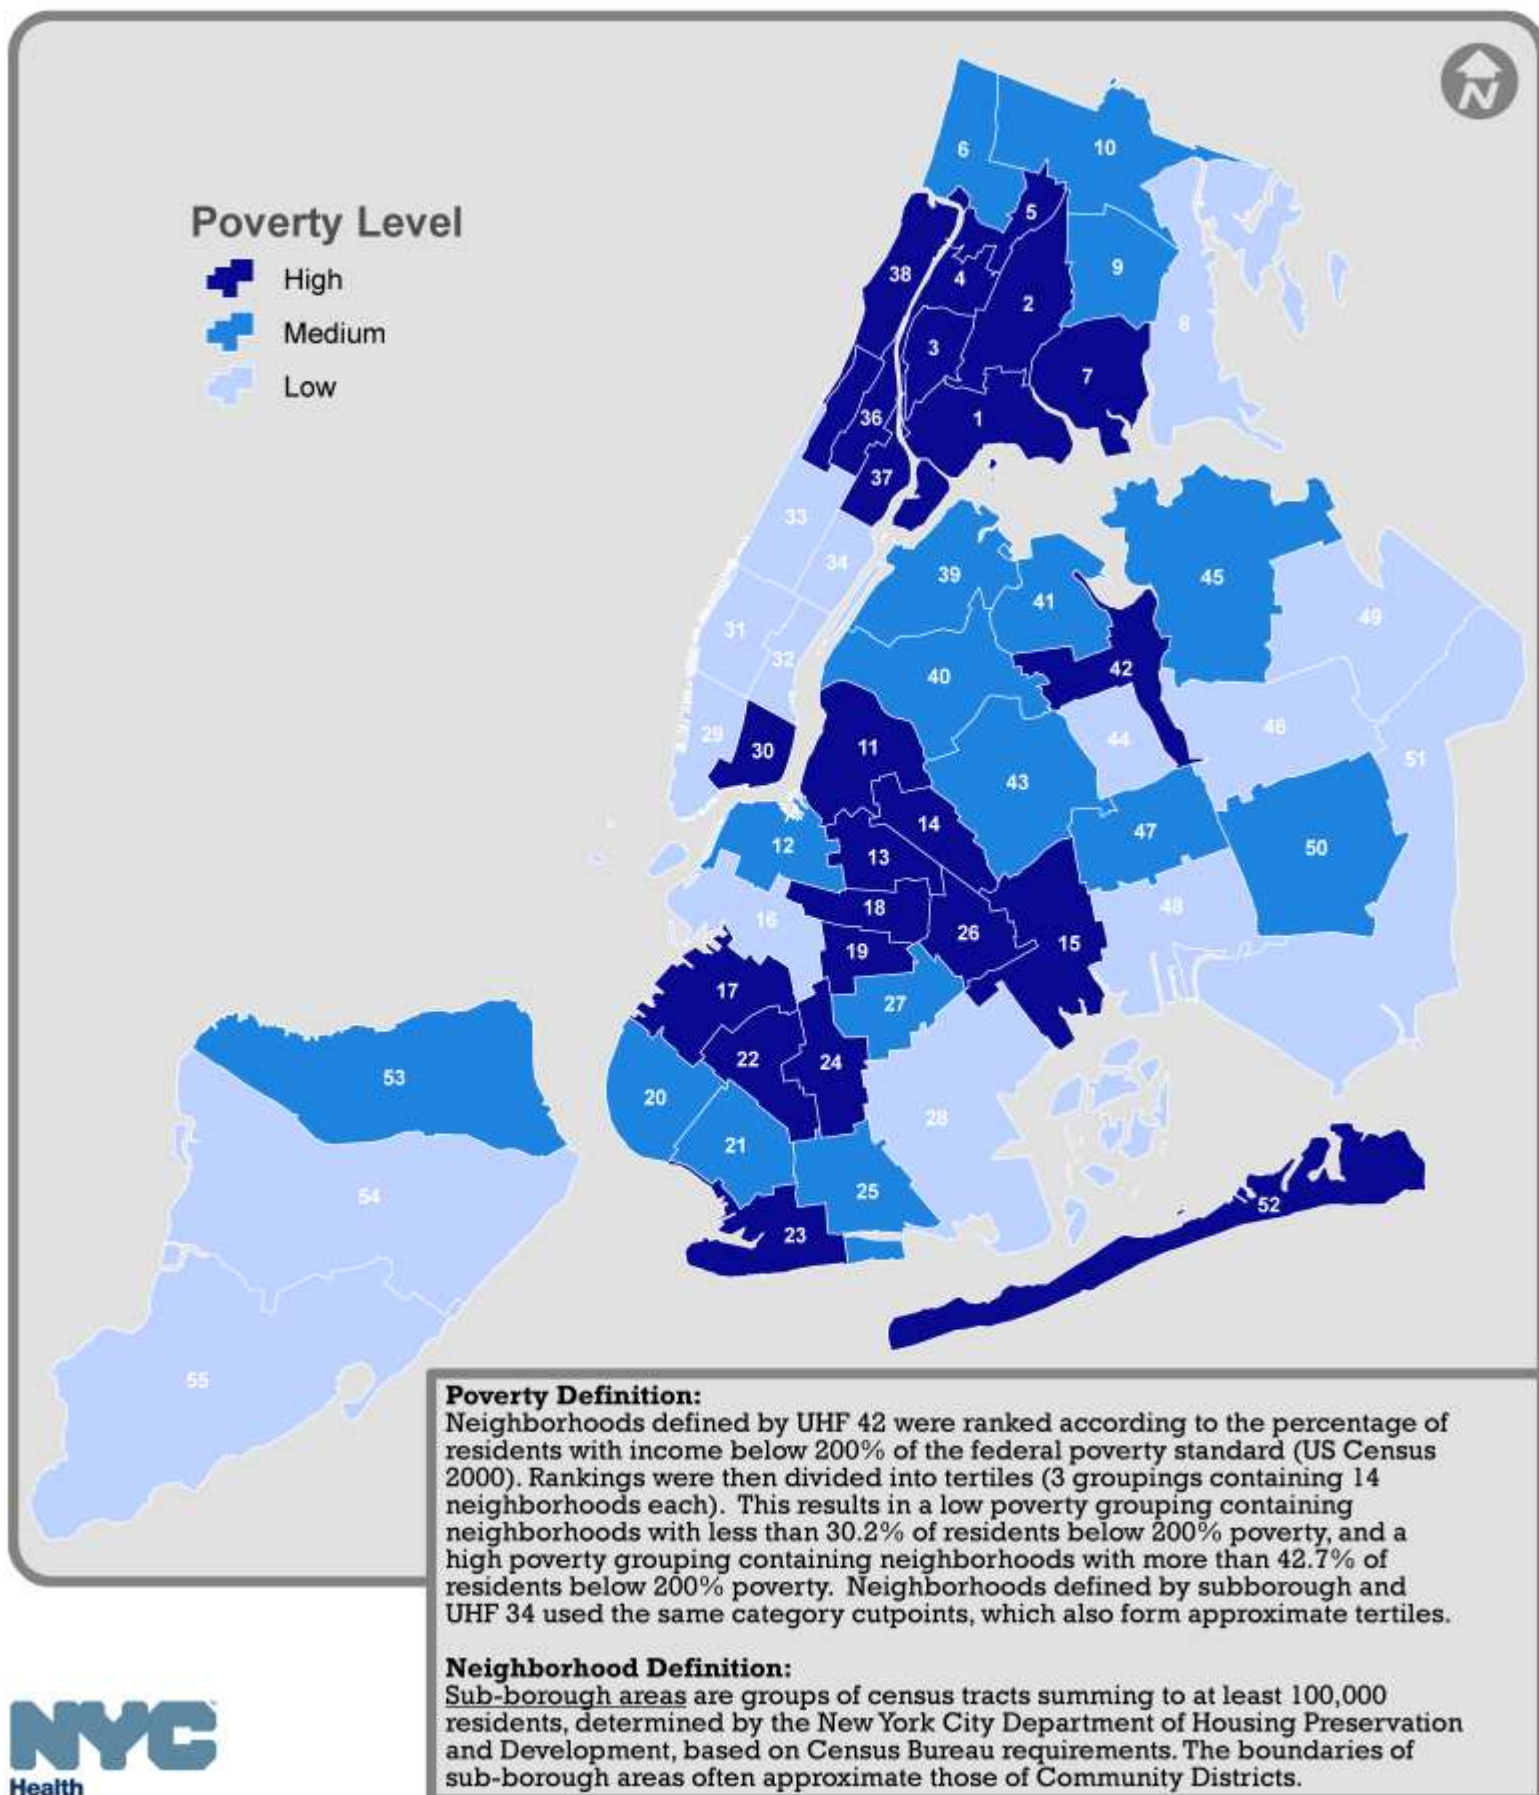 N
Poverty Level
High
Medium
Low
6
10
5
38
4
2
9
8
3
7
36
1
37
33
34
39
41
45
49
31
32
42
40
29
30
11
44
46
51
43
12
14
13
47
50
18
16
26
48
19
15
17
27
22
24
53
20
28
21
54
25
52
23
55
Poverty Definition:
Neighborhoods defined by UHF 42 were ranked according to the percentage of
residents with income below 200% of the federal poverty standard (US Census
2000). Rankings were then divided into tertiles (3 groupings containing 14
neighborhoods each). This results in a low poverty grouping containing
neighborhoods with less than 30.2% of residents below 200% poverty, and a
high poverty grouping containing neighborhoods with more than 42.7% of
residents below 200% poverty. Neighborhoods defined by subborough and
UHF 34 used the same category cutpoints, which also form approximate tertiles.
Neighborhood Definition:
Sub-borough areas are groups of census tracts summing to at least 100,000
residents, determined by the New York City Department of Housing Preservation
and Development, based on Census Bureau requirements. The boundaries of
sub-borough areas often approximate those of Community Districts.
NYC
Health